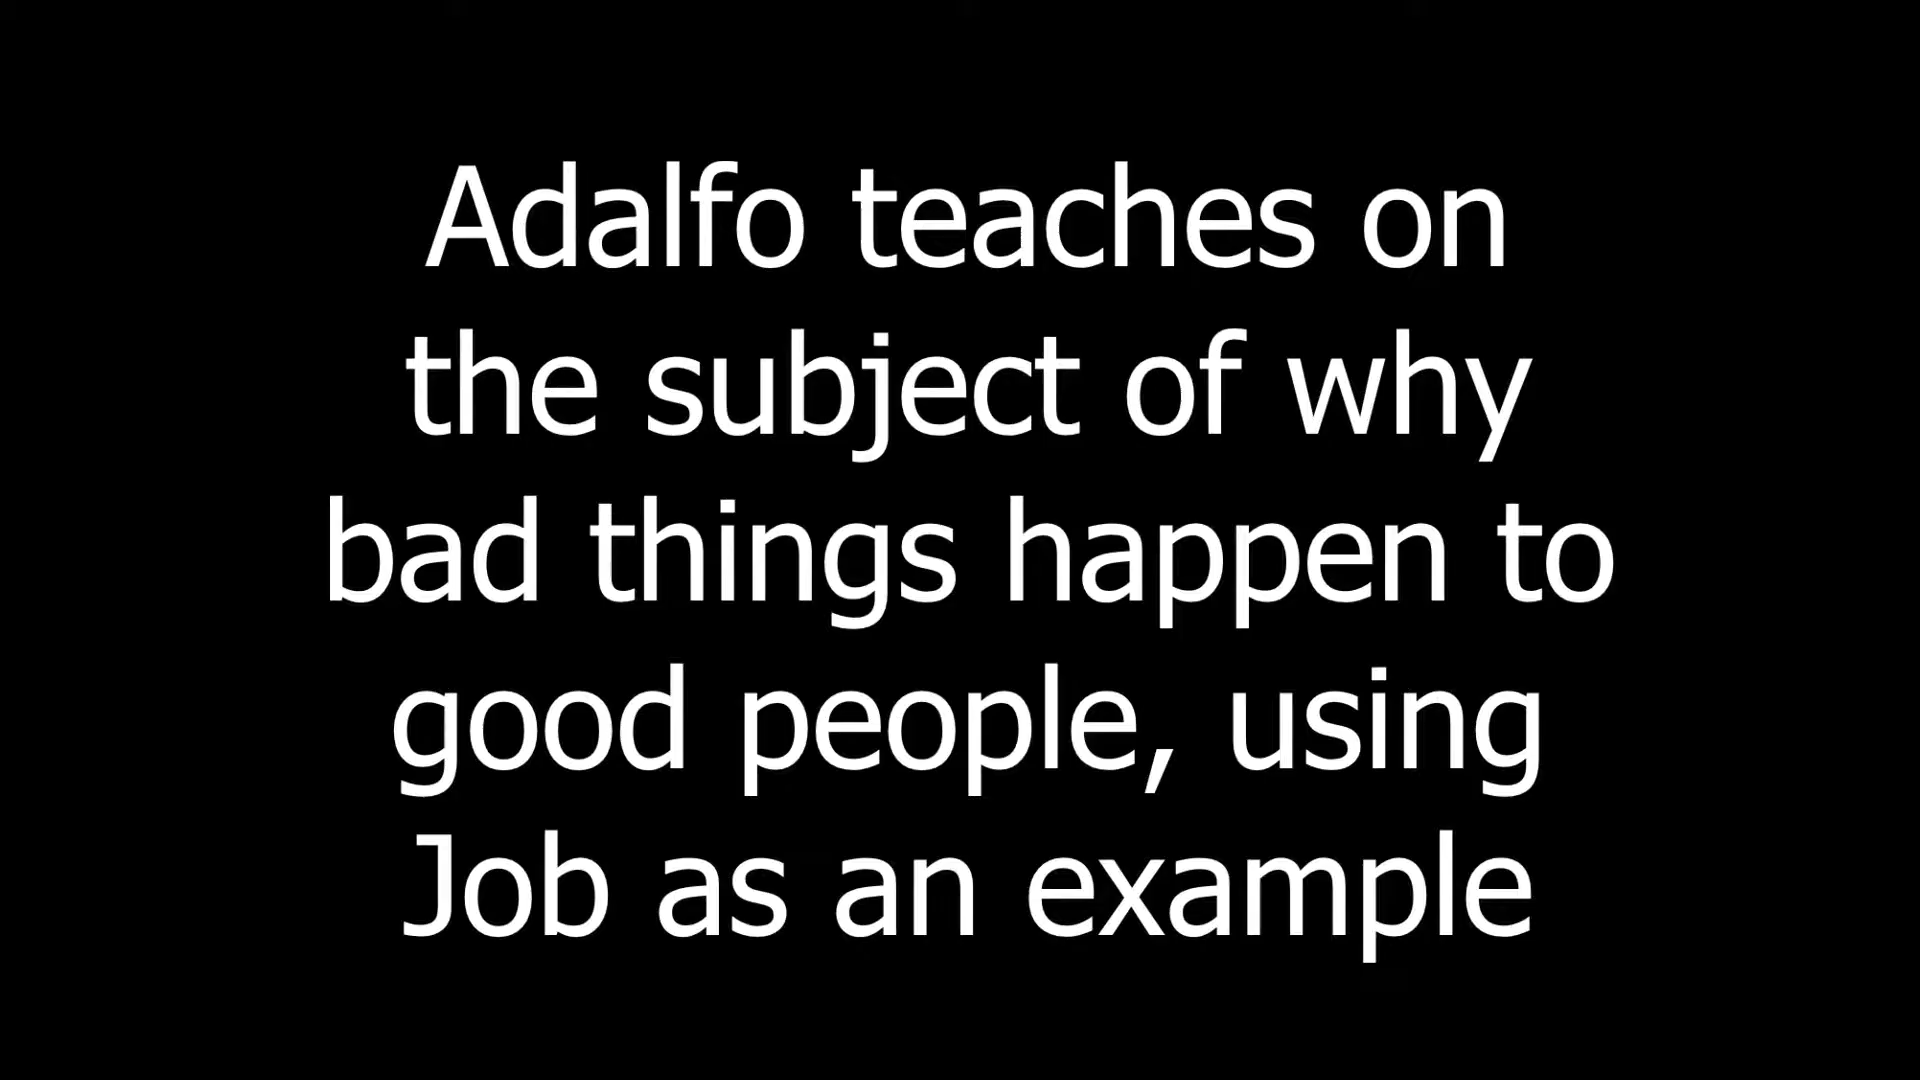 Adalfo teaches on
the subject of why
bad things happen to
good people, using
Job as an example